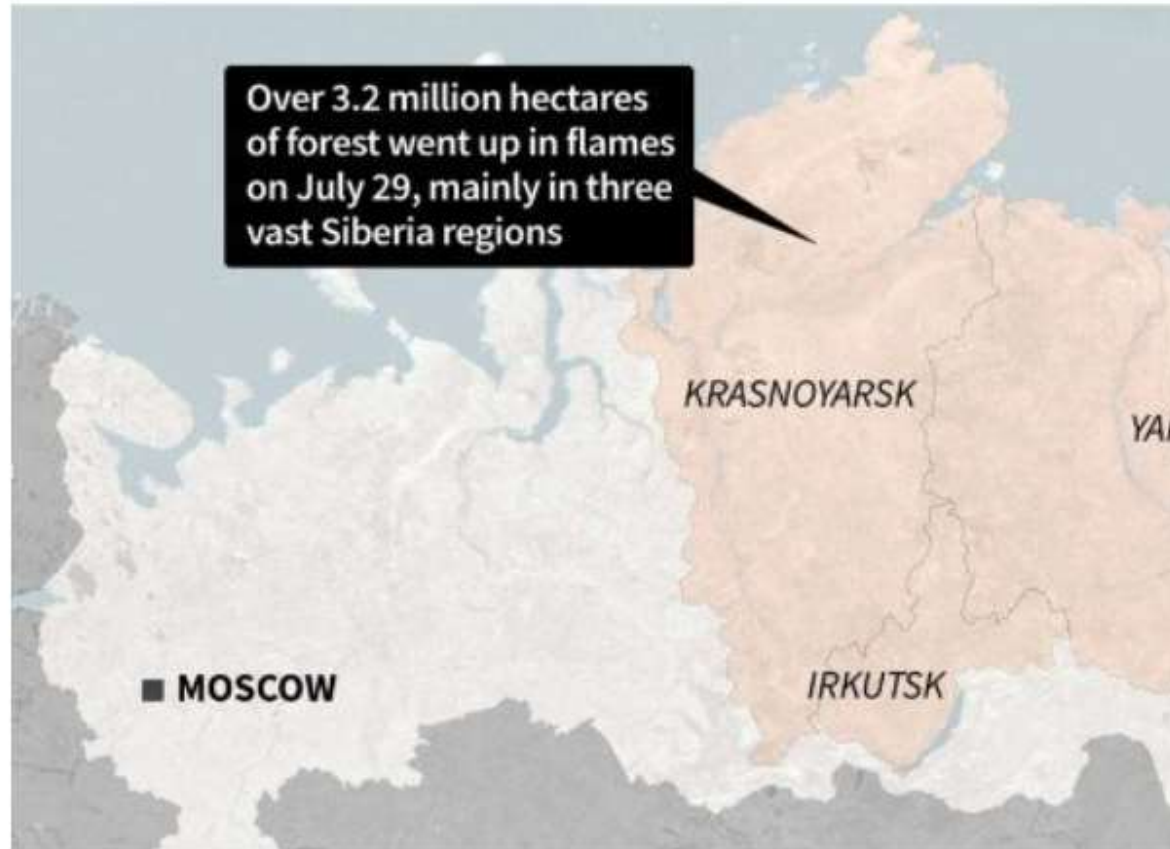 Over 3.2 million hectares
of forest went up in flames
on July 29, mainly in three
vast Siberia regions
KRASNOYARSK
IRKUTSK
MOSCOW